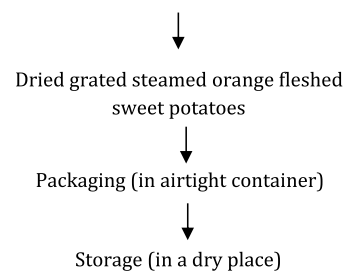 Dried grated steamed orange fleshed
sweet potatoes
Packaging (in airtight container)
Storage (in a dry place)